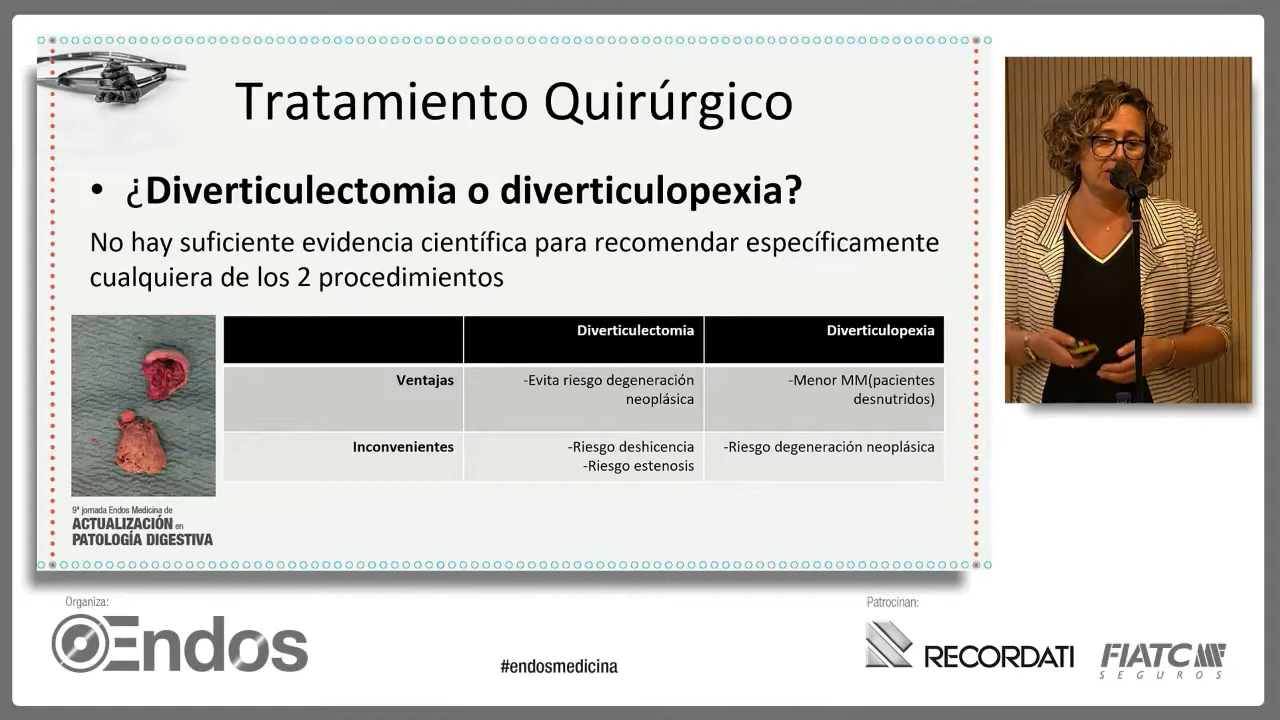 Tratamiento Quirúrgico
• ¿Diverticulectomia o diverticulopexia?
No hay suficiente evidencia científica para recomendar específicamente
cualquiera de los 2 procedimientos
Diverticulectomia
Diverticulopexia
Ventajas
-Evita riesgo degeneración
neoplásica
-Menor MM(pacientes
desnutridos)
Inconvenientes
-Riesgo deshicencia
-Riesgo estenosis
-Riesgo degeneración neoplásica
9ª jornada Endos Medicina de
ACTUALIZACIÓN en
PATOLOGÍA DIGESTIVA
Organiza:
Endos
#endosmedicina
Patrocinan:
RECORDATI
FIATC
SEGUROS